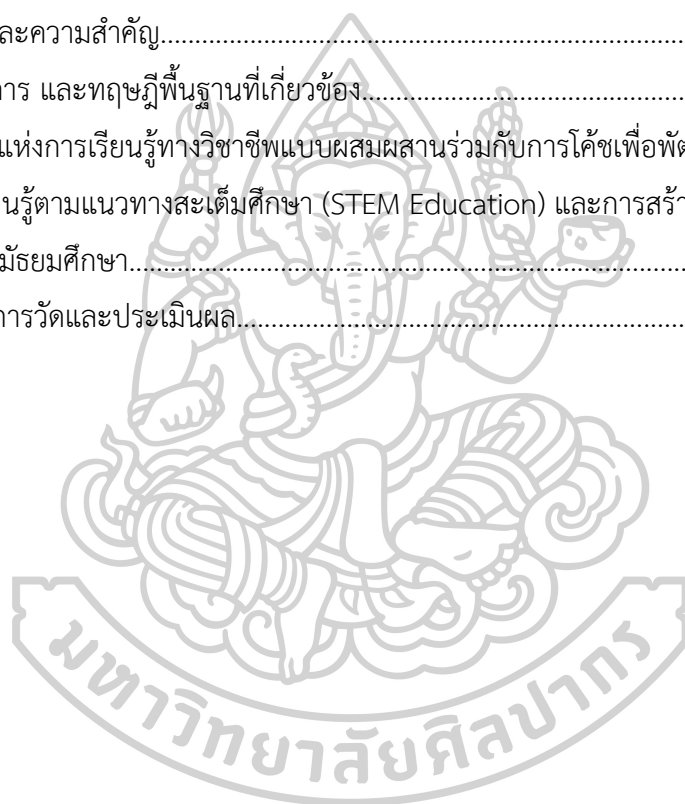 ละความสำคัญ....................................................................................
การ และทฤษฎีพื้นฐานที่เกี่ยวข้อง.....................................................
แห่งการเรียนรู้ทางวิชาชีพแบบผสมผสานร่วมกับการโค้ชเพื่อพัต
นรู้ตามแนวทางสะเต็มศึกษา (STEM Education) และการสร้า
มัธยมศึกษา........................................................................................
การวัดและประเมินผล.........................................................................
มหาวิทยาลัยศิลปากร